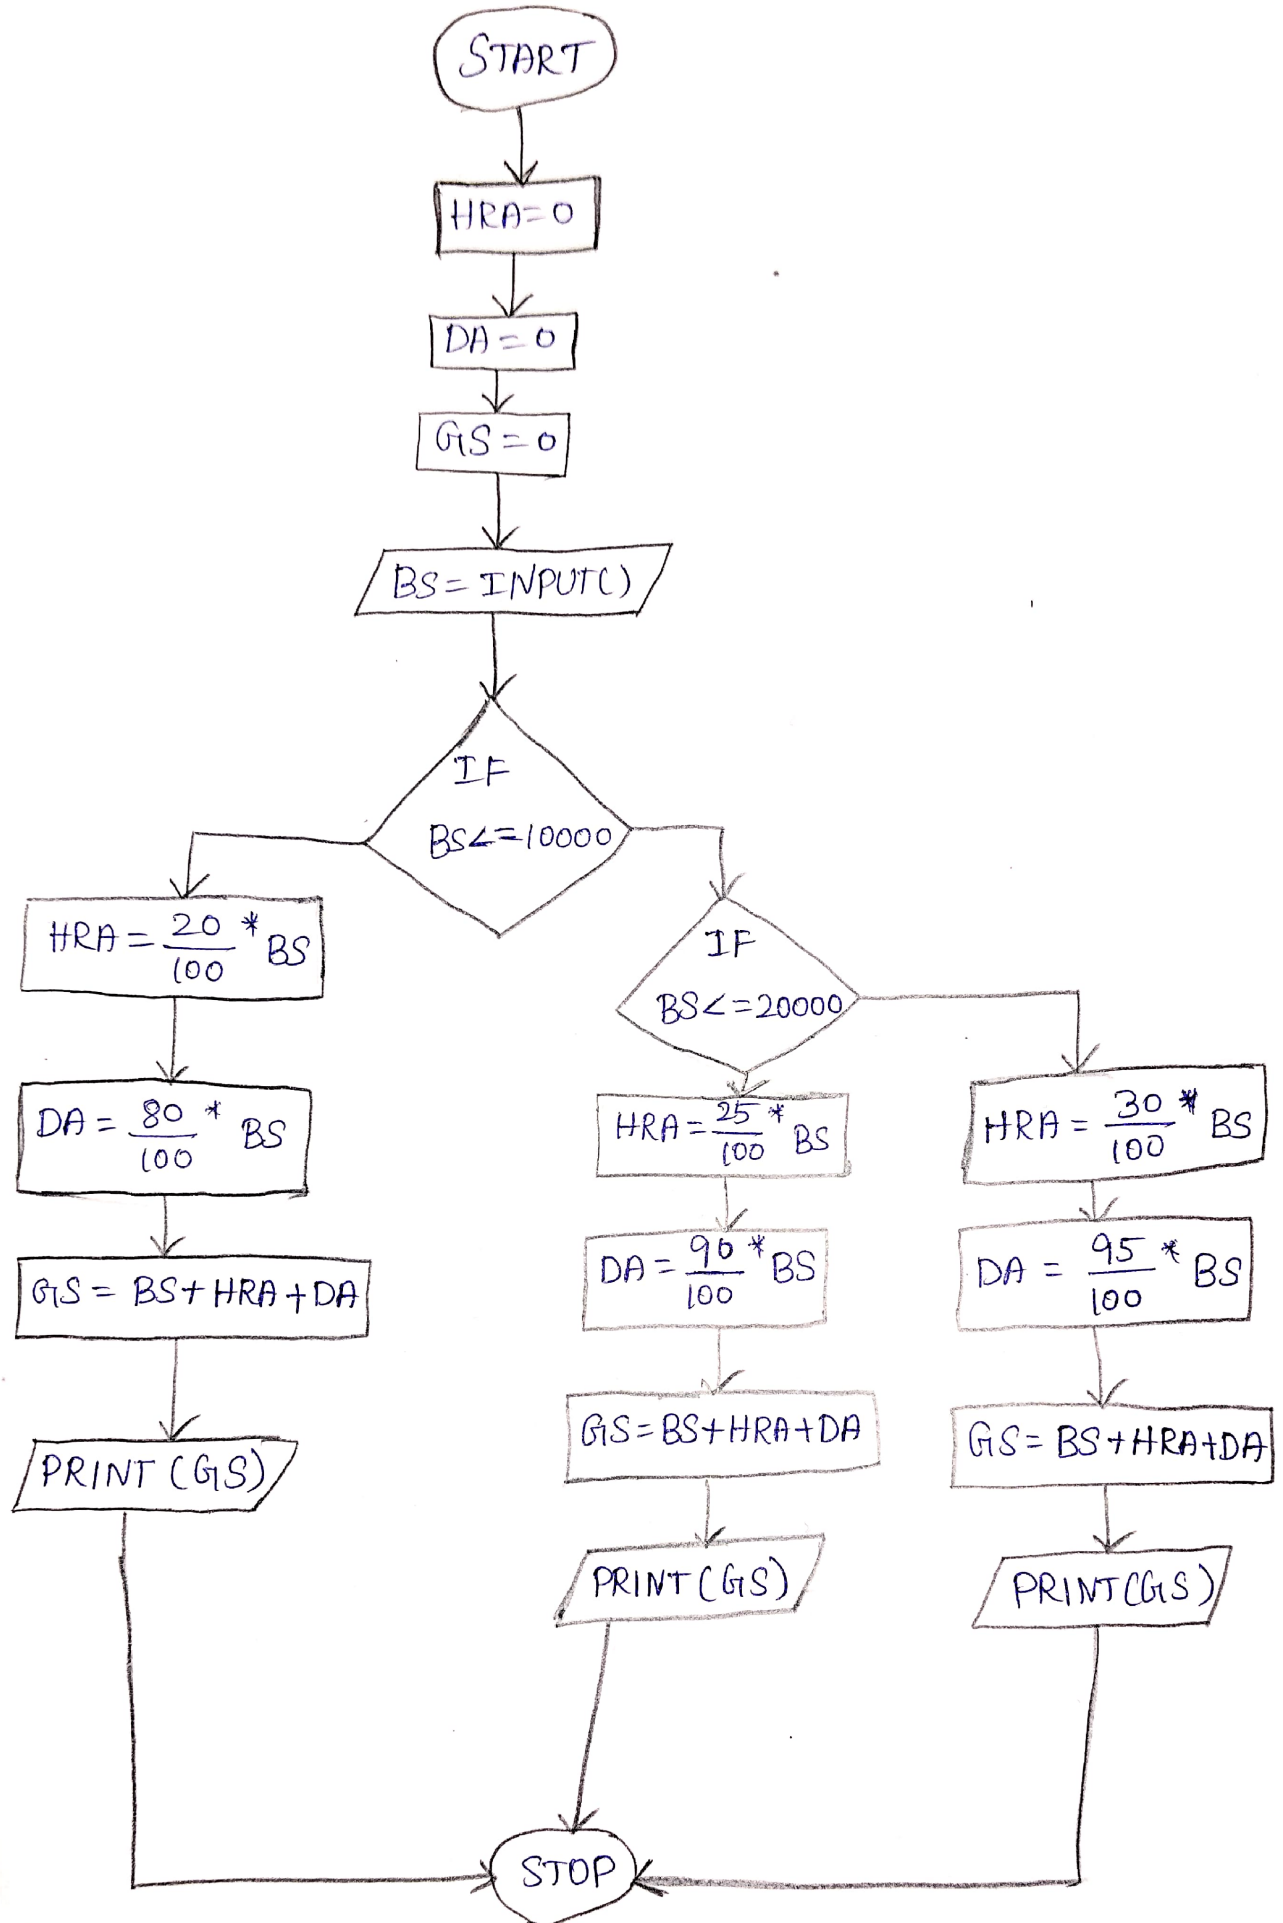 START
HRA=0
DA=0
GS=0
BS=INPUT()
IF
BS<=10000
HRA = 20/100 * BS
DA = 80/100 * BS
GS = BS+HRA+DA
PRINT (GS)
IF
BS<=20000
HRA = 25/100 * BS
DA = 90/100 * BS
GS=BS+HRA+DA
PRINT (GS)
HRA = 30/100 * BS
DA = 95/100 * BS
GS= BS+HRA+DA
PRINT(GS)
STOP